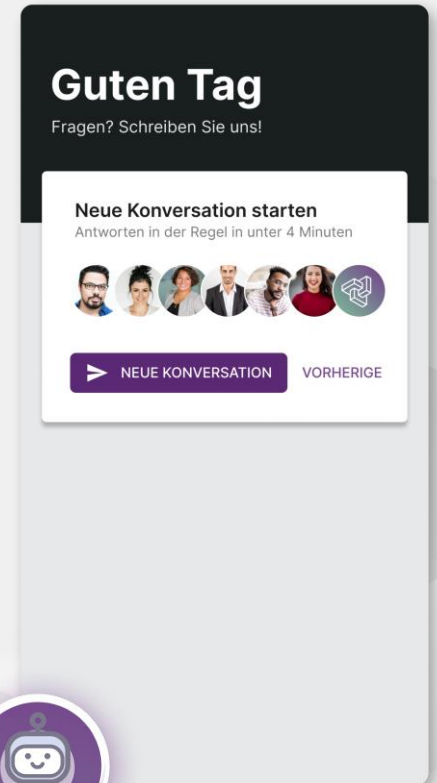 Guten Tag
Fragen? Schreiben Sie uns!
Neue Konversation starten
Antworten in der Regel in unter 4 Minuten
NEUE KONVERSATION VORHERIGE